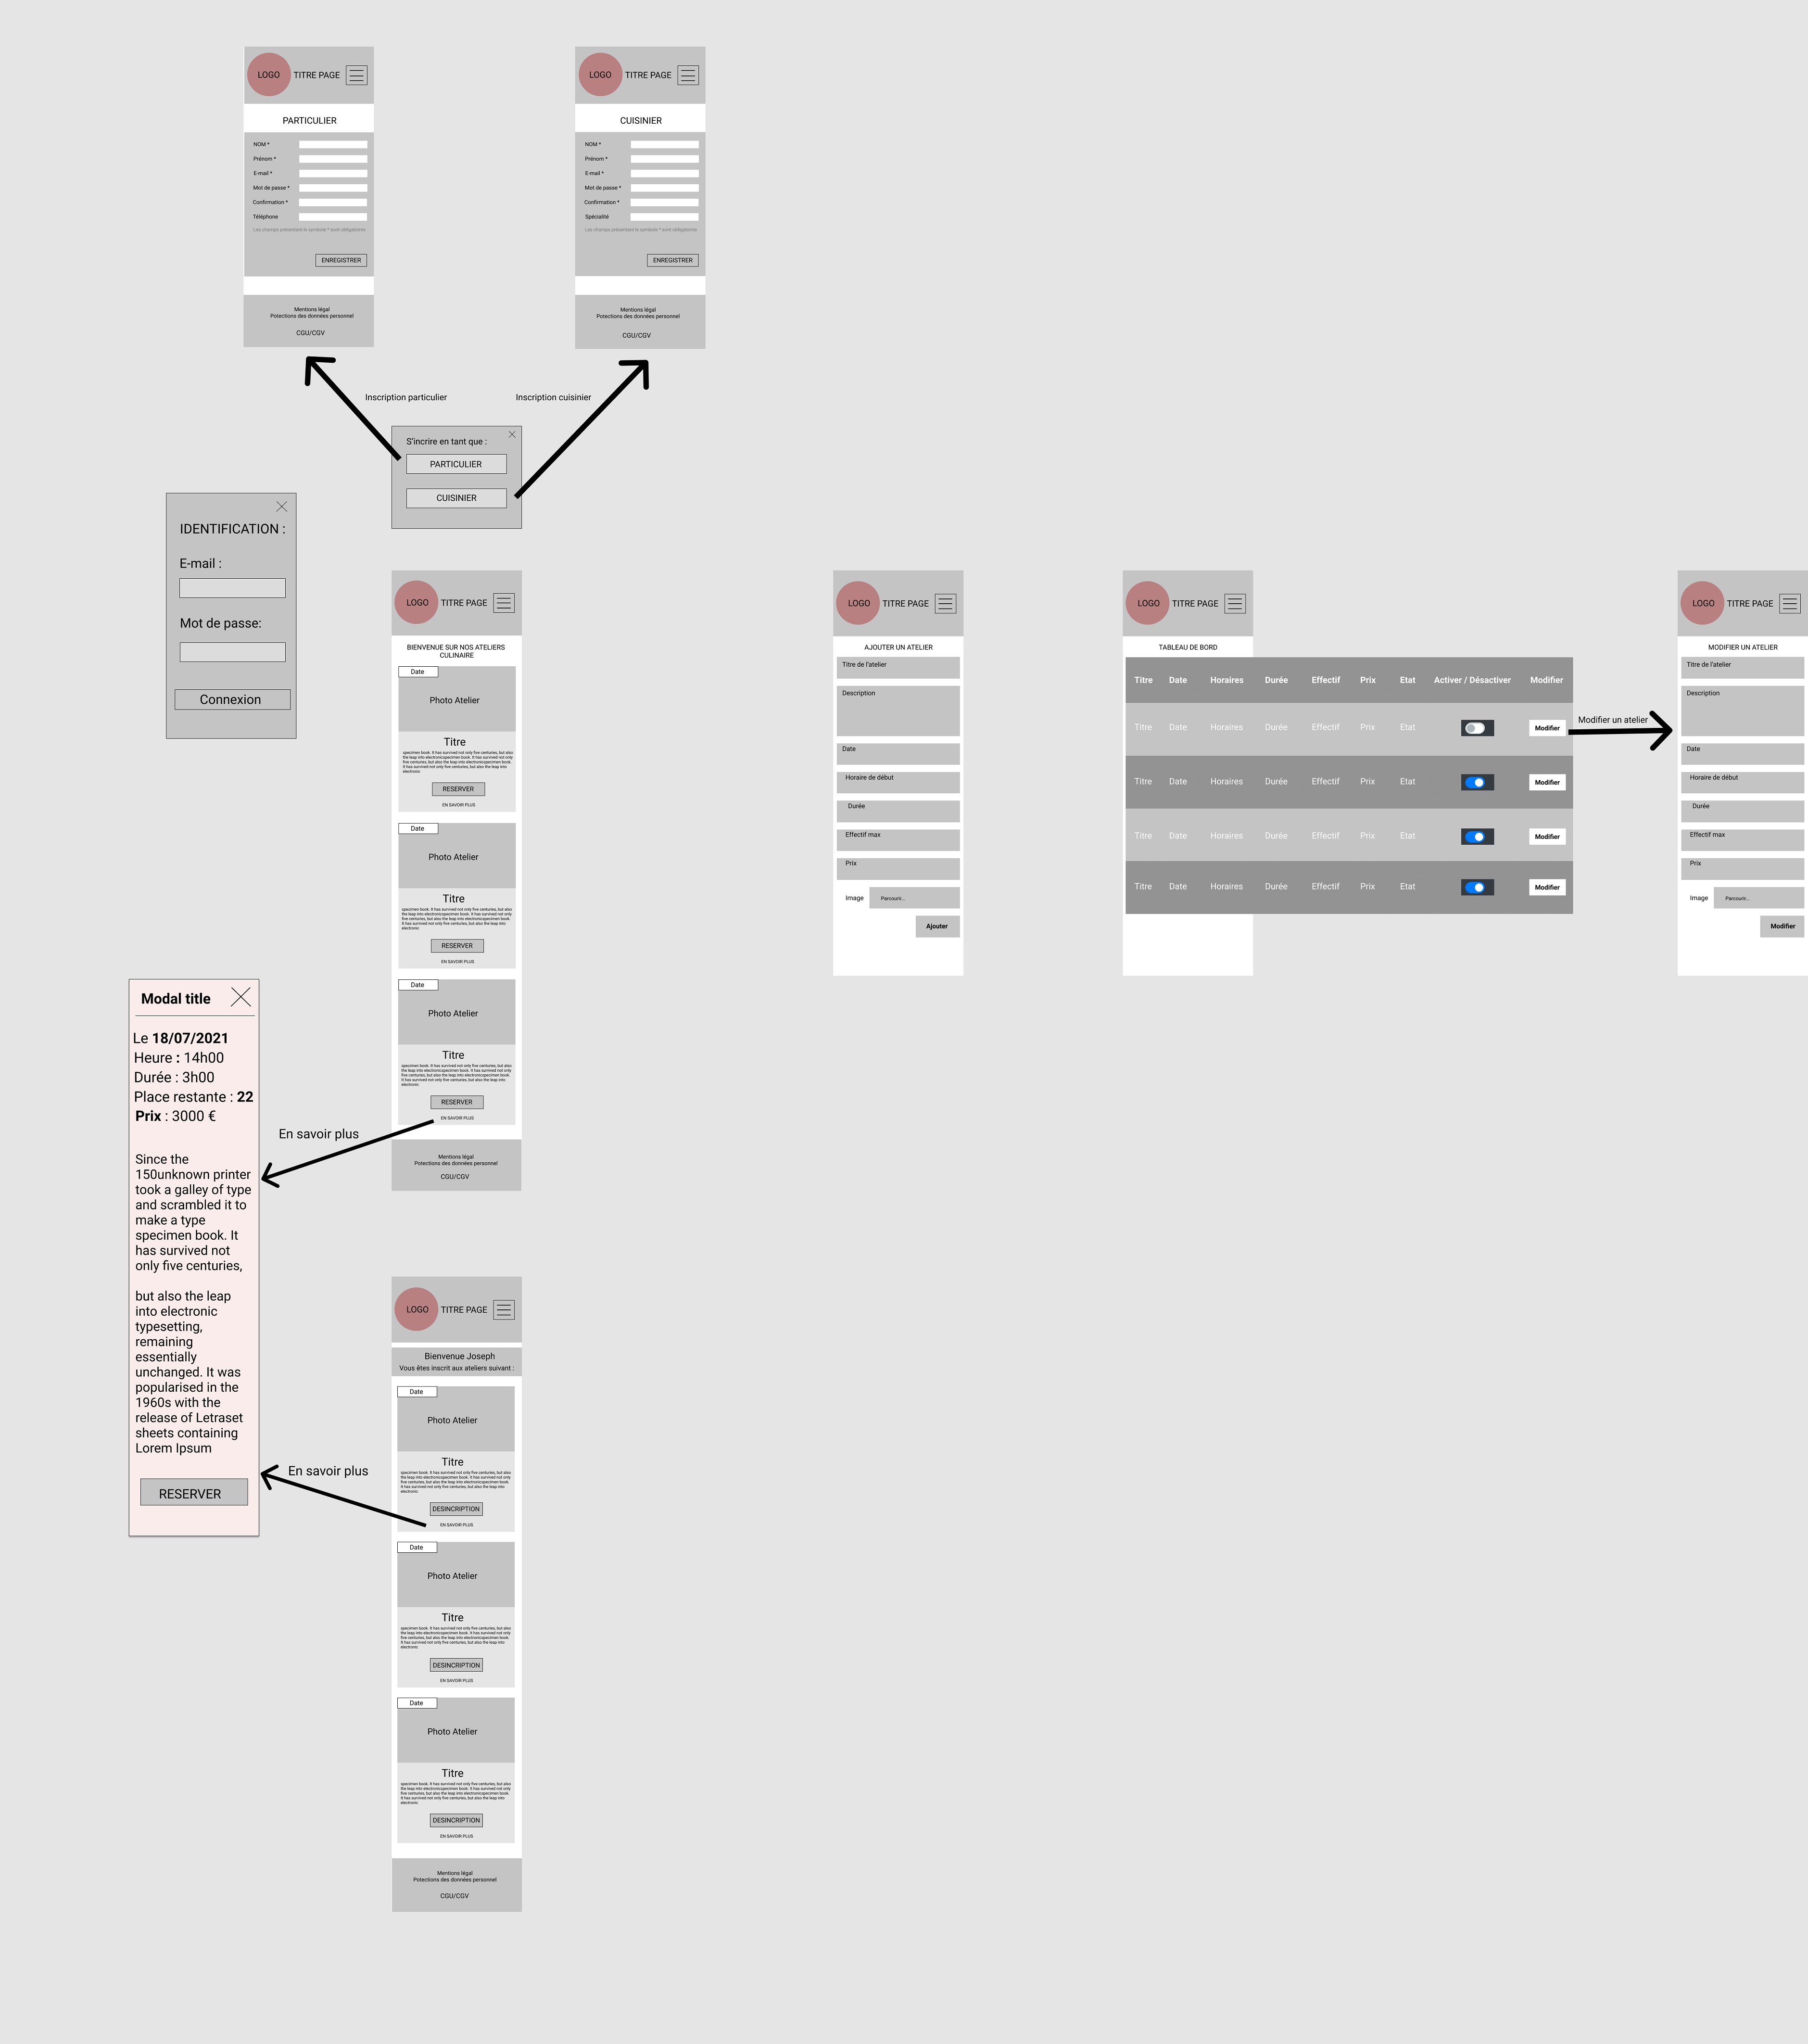 LOGO
TITRE PAGE
PARTICULIER
NOM *
Prénom *
E-mail *
Mot de passe *
Confirmation *
Téléphone
Les champs présentant le symbole * sont obligatoires
ENREGISTRER
Mentions légal
Potections des données personnel
CGU/CGV
LOGO
TITRE PAGE
CUISINIER
NOM *
Prénom *
E-mail *
Mot de passe *
Confirmation *
Spécialité
Les champs présentant le symbole * sont obligatoires
ENREGISTRER
Mentions légal
Potections des données personnel
CGU/CGV
Inscription particulier
Inscription cuisinier
S'incrire en tant que :
PARTICULIER
CUISINIER
IDENTIFICATION :
E-mail :
Mot de passe:
Connexion
LOGO
TITRE PAGE
BIENVENUE SUR NOS ATELIERS
CULINAIRE
Date
Photo Atelier
Titre
specimen book. It has survived not only five centuries, but also
the leap into electronicspecimen book. It has survived not only
five centuries, but also the leap into electronicspecimen book.
It has survived not only five centuries, but also the leap into
electronic
RESERVER
EN SAVOIR PLUS
Date
Photo Atelier
Titre
specimen book. It has survived not only five centuries, but also
the leap into electronicspecimen book. It has survived not only
five centuries, but also the leap into electronicspecimen book.
It has survived not only five centuries, but also the leap into
electronic
RESERVER
EN SAVOIR PLUS
Date
Photo Atelier
Titre
specimen book. It has survived not only five centuries, but also
the leap into electronicspecimen book. It has survived not only
five centuries, but also the leap into electronicspecimen book.
It has survived not only five centuries, but also the leap into
electronic
RESERVER
EN SAVOIR PLUS
Mentions légal
Potections des données personnel
CGU/CGV
LOGO
TITRE PAGE
AJOUTER UN ATELIER
Titre de l'atelier
Description
Date
Horaire de début
Durée
Effectif max
Prix
Image
Parcourir...
Ajouter
LOGO
TITRE PAGE
TABLEAU DE BORD
Titre Date Horaires Durée Effectif Prix Etat Activer / Désactiver Modifier
Titre Date Horaires Durée Effectif Prix Etat Modifier
Titre Date Horaires Durée Effectif Prix Etat Modifier
Titre Date Horaires Durée Effectif Prix Etat Modifier
Titre Date Horaires Durée Effectif Prix Etat Modifier
Modifier un atelier
LOGO
TITRE PAGE
MODIFIER UN ATELIER
Titre de l'atelier
Description
Date
Horaire de début
Durée
Effectif max
Prix
Image
Parcourir...
Modifier
Modal title
Le 18/07/2021
Heure : 14h00
Durée : 3h00
Place restante : 22
Prix : 3000 €
Since the
150unknown printer
took a galley of type
and scrambled it to
make a type
specimen book. It
has survived not
only five centuries,
but also the leap
into electronic
typesetting,
remaining
essentially
unchanged. It was
popularised in the
1960s with the
release of Letraset
sheets containing
Lorem Ipsum
RESERVER
En savoir plus
En savoir plus
LOGO
TITRE PAGE
Bienvenue Joseph
Vous êtes inscrit aux ateliers suivant :
Date
Photo Atelier
Titre
specimen book. It has survived not only five centuries, but also
the leap into electronicspecimen book. It has survived not only
five centuries, but also the leap into electronicspecimen book.
It has survived not only five centuries, but also the leap into
electronic
DESINCRIPTION
EN SAVOIR PLUS
Date
Photo Atelier
Titre
specimen book. It has survived not only five centuries, but also
the leap into electronicspecimen book. It has survived not only
five centuries, but also the leap into electronicspecimen book.
It has survived not only five centuries, but also the leap into
electronic
DESINCRIPTION
EN SAVOIR PLUS
Date
Photo Atelier
Titre
specimen book. It has survived not only five centuries, but also
the leap into electronicspecimen book. It has survived not only
five centuries, but also the leap into electronicspecimen book.
It has survived not only five centuries, but also the leap into
electronic
DESINCRIPTION
EN SAVOIR PLUS
Mentions légal
Potections des données personnel
CGU/CGV